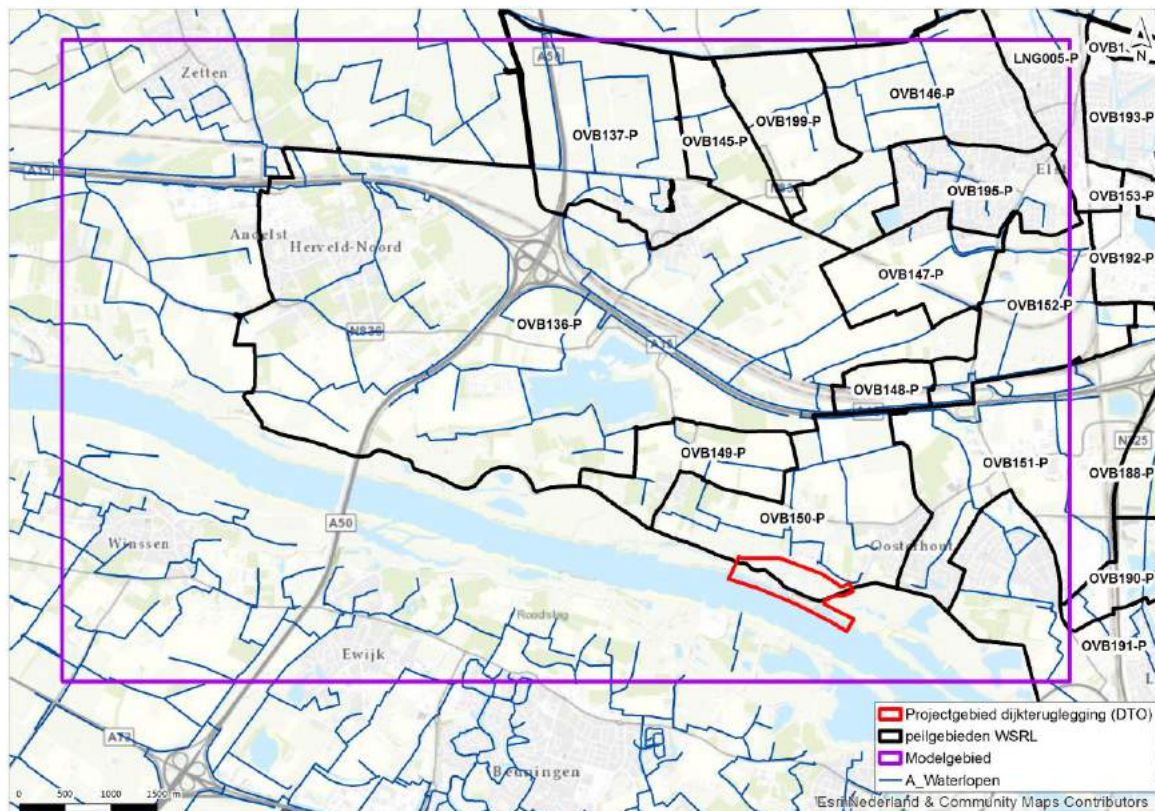 OVB1
N
A50
LNG005-P
Zetten
OVB146-P
OVB193-P
OVB137-P
OVB145-P
OVB199-P
A15
Elst
OVB195-P
OVB153-P
Andelst
Herveld-Noord
OVB192-P
OVB147-P
OVB152-P
OVB136-P
N836
A15
OVB148-P
OVB149-P
OVB151-P
N325
OVB188-P
A50
OVB150-P
Winssen
Oosterhout
OVB190-P
Roodslag
Ewijk
OVB191-P
Projectgebied dijkteruglegging (DTO)
peilgebieden WSRL
Modelgebied
A_Waterlopen
A73
Beuningen
0 500 1000 1500 m
Esri Nederland & Community Maps Contributors